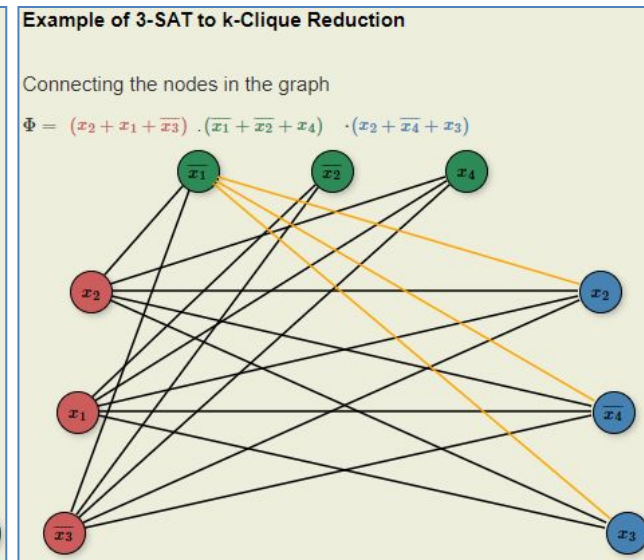 Example of 3-SAT to k-Clique Reduction
Connecting the nodes in the graph
Φ = (x₂ + x₁ + x̅₃) .(x̅₁ + x̅₂ + x₄) ·(x₂ + x̅₄ + x₃)
x̅₁ x̅₂ x₄
x₂ x₂
x₁ x̅₄
x̅₃ x₃